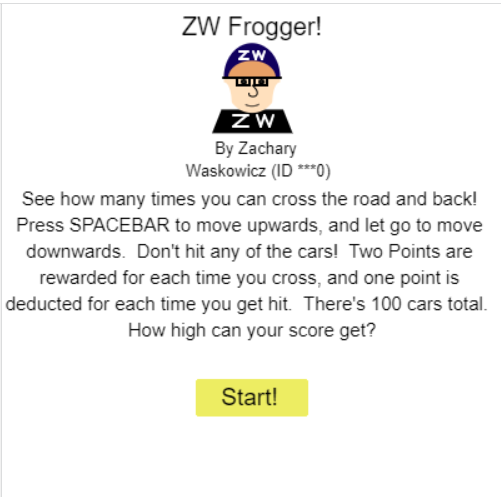 ZW Frogger!
ZW
ZW
By Zachary
Waskowicz (ID ***0)
See how many times you can cross the road and back!
Press SPACEBAR to move upwards, and let go to move
downwards.  Don't hit any of the cars!  Two Points are
rewarded for each time you cross, and one point is
deducted for each time you get hit.  There's 100 cars total.
How high can your score get?
Start!